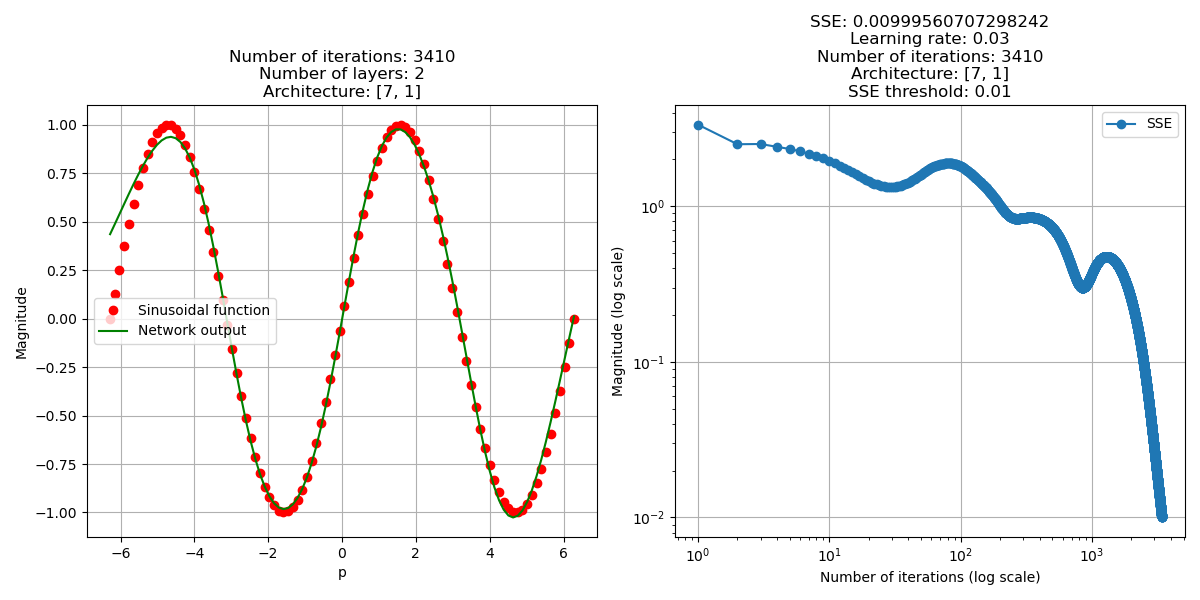 Number of iterations: 3410
Number of layers: 2
Architecture: [7, 1]
1.00
0.75
0.50
0.25
0.00
−0.25
−0.50
−0.75
−1.00
Magnitude
Sinusoidal function
Network output
−6
−4
−2
0
2
4
6
p
SSE: 0.00999560707298242
Learning rate: 0.03
Number of iterations: 3410
Architecture: [7, 1]
SSE threshold: 0.01
SSE
10⁰
10⁻¹
10⁻²
Magnitude (log scale)
10⁰
10¹
10²
10³
Number of iterations (log scale)